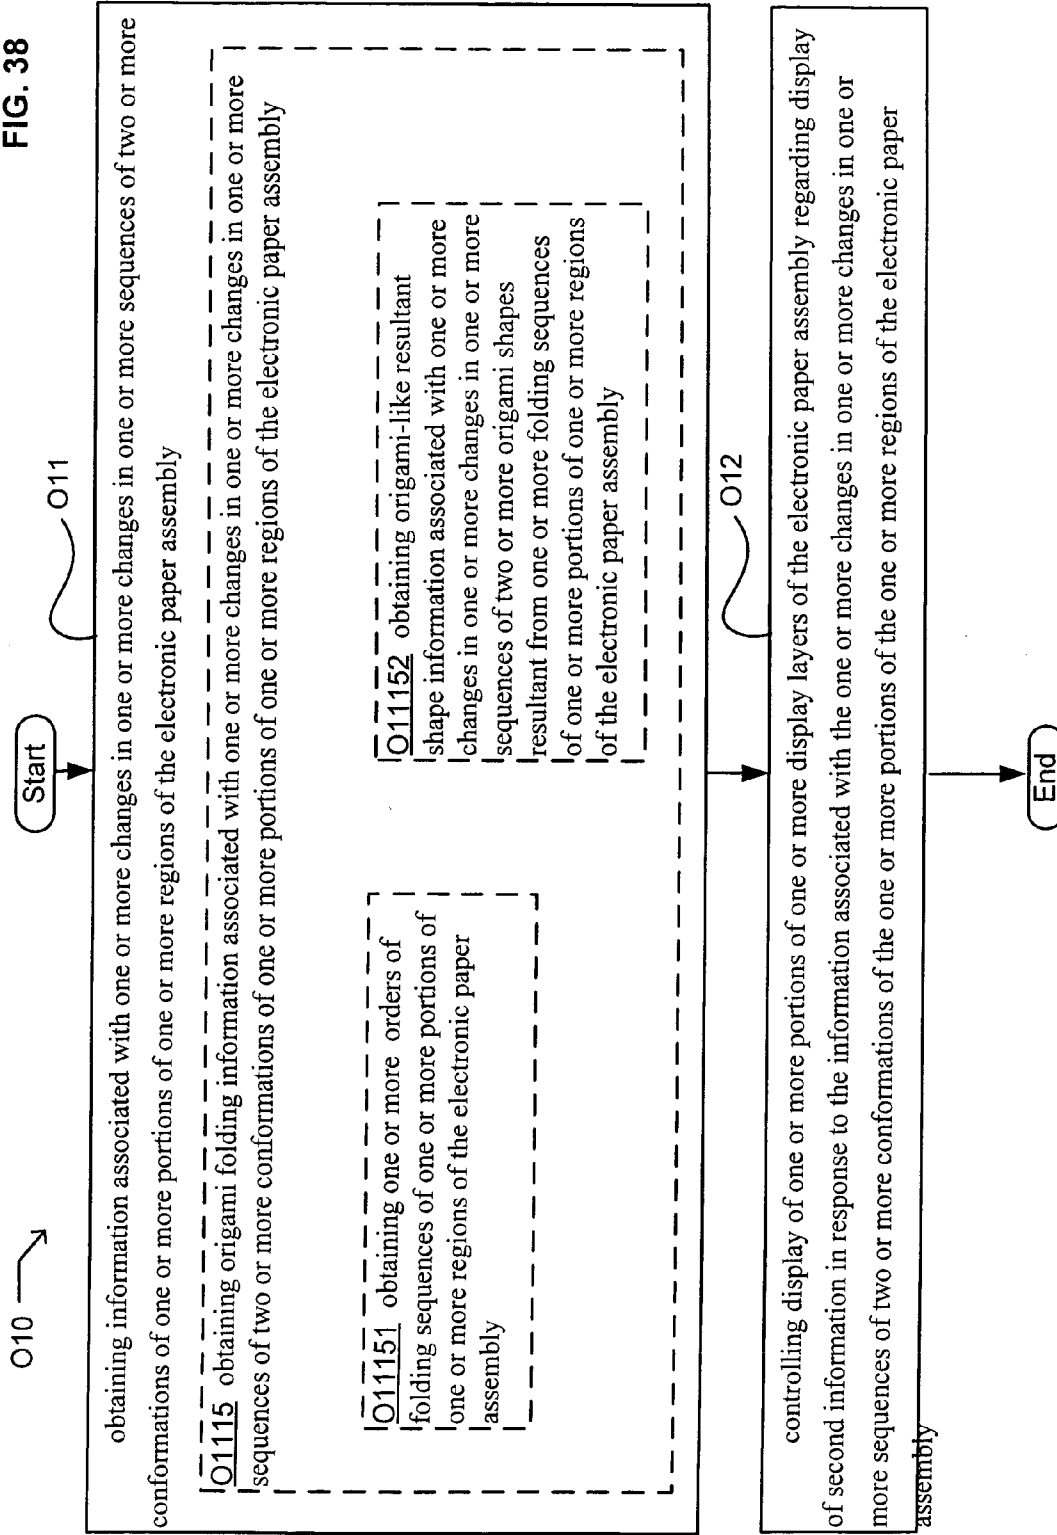 FIG. 38
O10
Start
O11
obtaining information associated with one or more changes in one or more changes in one or more sequences of two or more
conformations of one or more portions of one or more regions of the electronic paper assembly
O1115 obtaining origami folding information associated with one or more changes in one or more changes in one or more
sequences of two or more conformations of one or more portions of one or more regions of the electronic paper assembly
O11151 obtaining one or more orders of
folding sequences of one or more portions of
one or more regions of the electronic paper
assembly
O11152 obtaining origami-like resultant
shape information associated with one or more
changes in one or more changes in one or more
sequences of two or more origami shapes
resultant from one or more folding sequences
of one or more portions of one or more regions
of the electronic paper assembly
O12
controlling display of one or more portions of one or more display layers of the electronic paper assembly regarding display
of second information in response to the information associated with the one or more changes in one or more changes in one or
more sequences of two or more conformations of the one or more portions of the one or more regions of the electronic paper
assembly
End